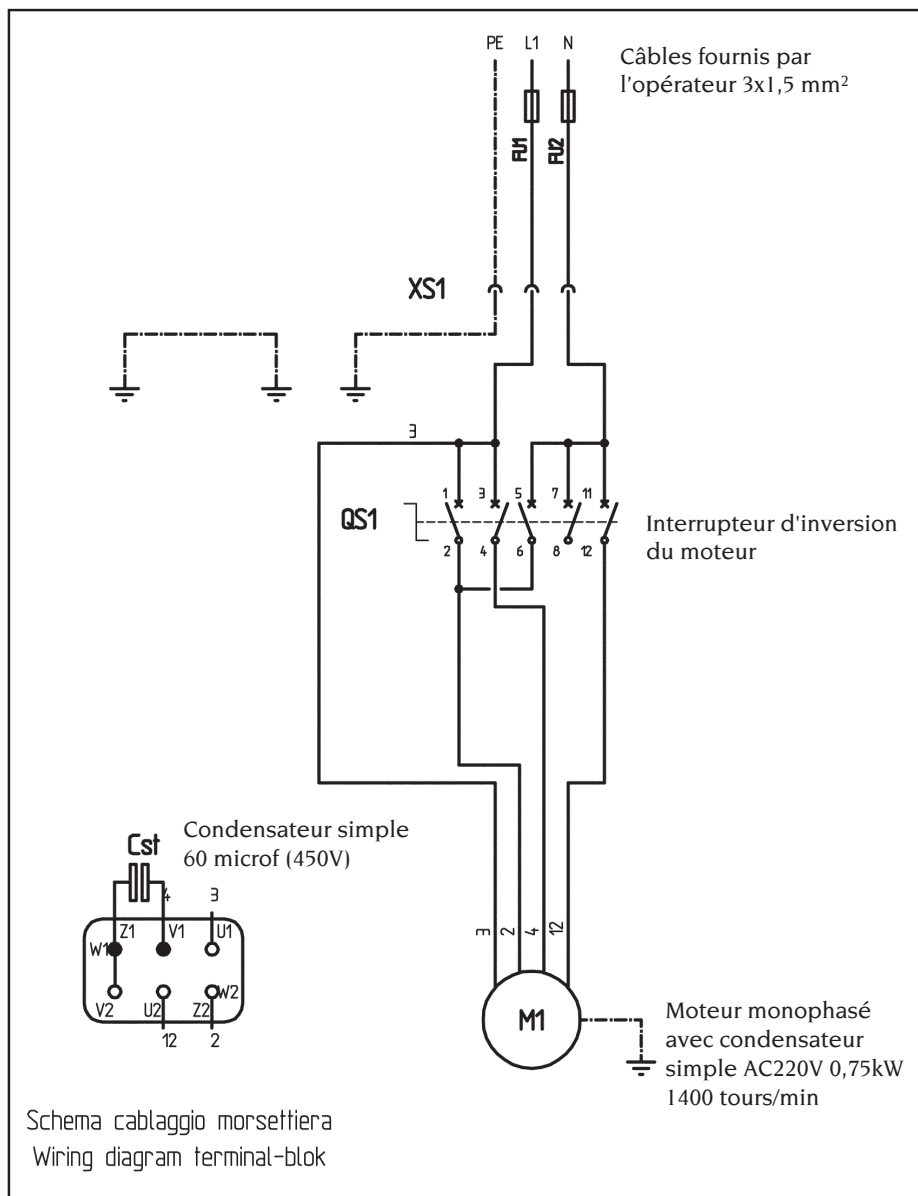 PE L1 N
Câbles fournis par
l'opérateur 3x1,5 mm²
FU1 FU2
XS1
3
1 3 5 7 11
QS1
Interrupteur d'inversion
du moteur
2 4 6 8 12
Condensateur simple
60 microf (450V)
Cst
4 3
Z1 V1 U1
W1
W2
V2 U2 Z2
12 2
3 2 4 12
M1
Moteur monophasé
avec condensateur
simple AC220V 0,75kW
1400 tours/min
Schema cablaggio morsettiera
Wiring diagram terminal-blok